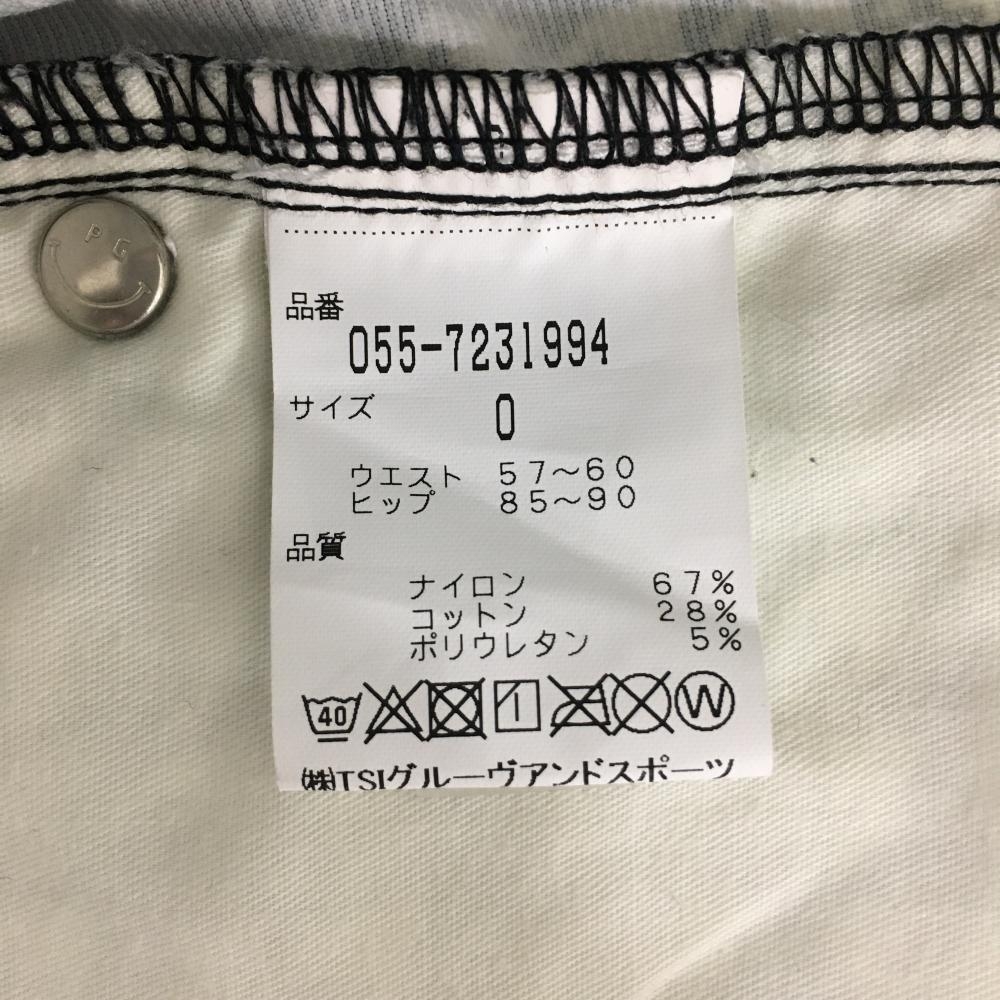 PG
品番
055-7231994
サイズ 0
ウエスト 57～60
ヒップ 85～90
品質
ナイロン 67%
コットン 28%
ポリウレタン 5%
40 W
㈱TSIグルーヴアンドスポーツ